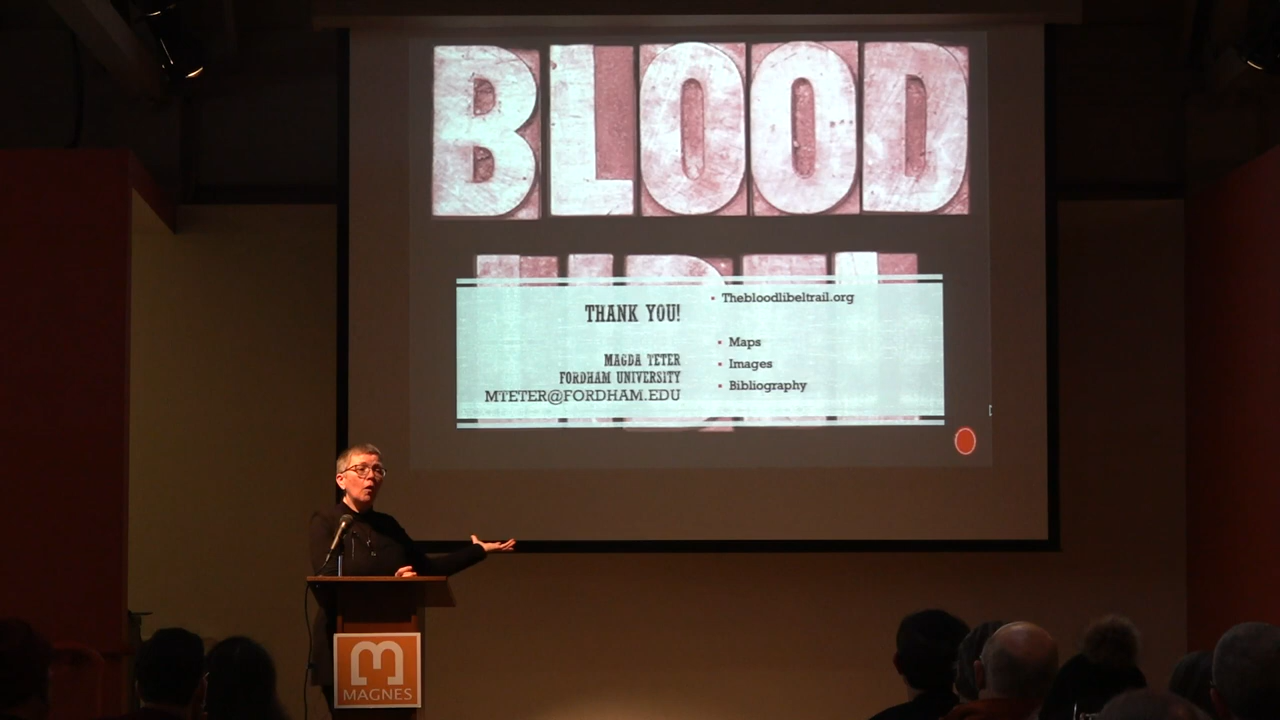 BLOOD
THANK YOU!
MAGDA TETER
FORDHAM UNIVERSITY
MTETER@FORDHAM.EDU
Thebloodlibeltrail.org
Maps
Images
Bibliography
MAGNES